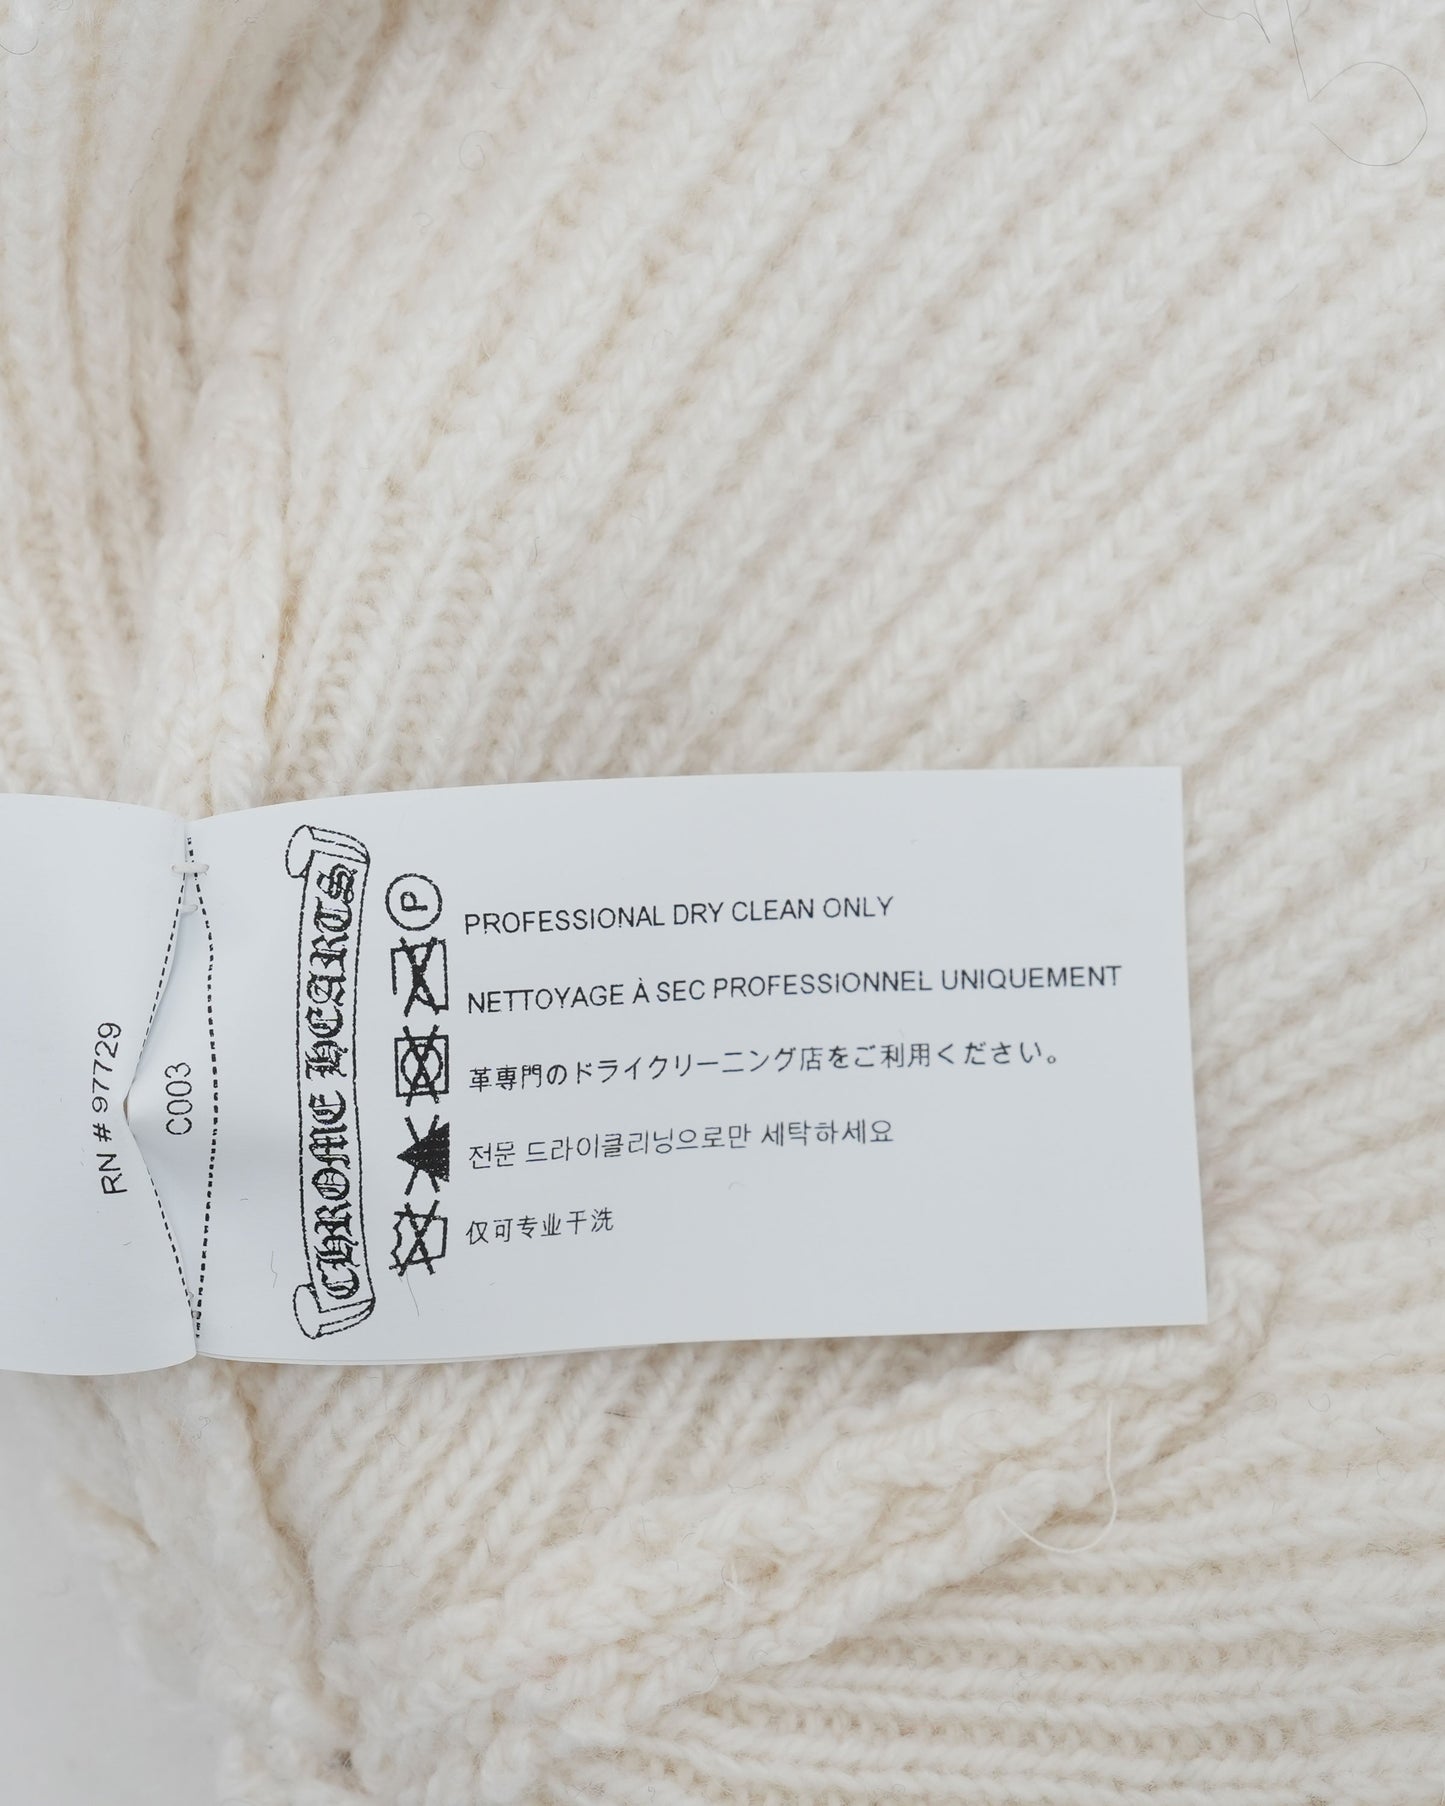 RN # 97729
C003
CHROME HEARTS
P
PROFESSIONAL DRY CLEAN ONLY
NETTOYAGE À SEC PROFESSIONNEL UNIQUEMENT
革専門のドライクリーニング店をご利用ください。
전문 드라이클리닝으로만 세탁하세요
仅可专业干洗